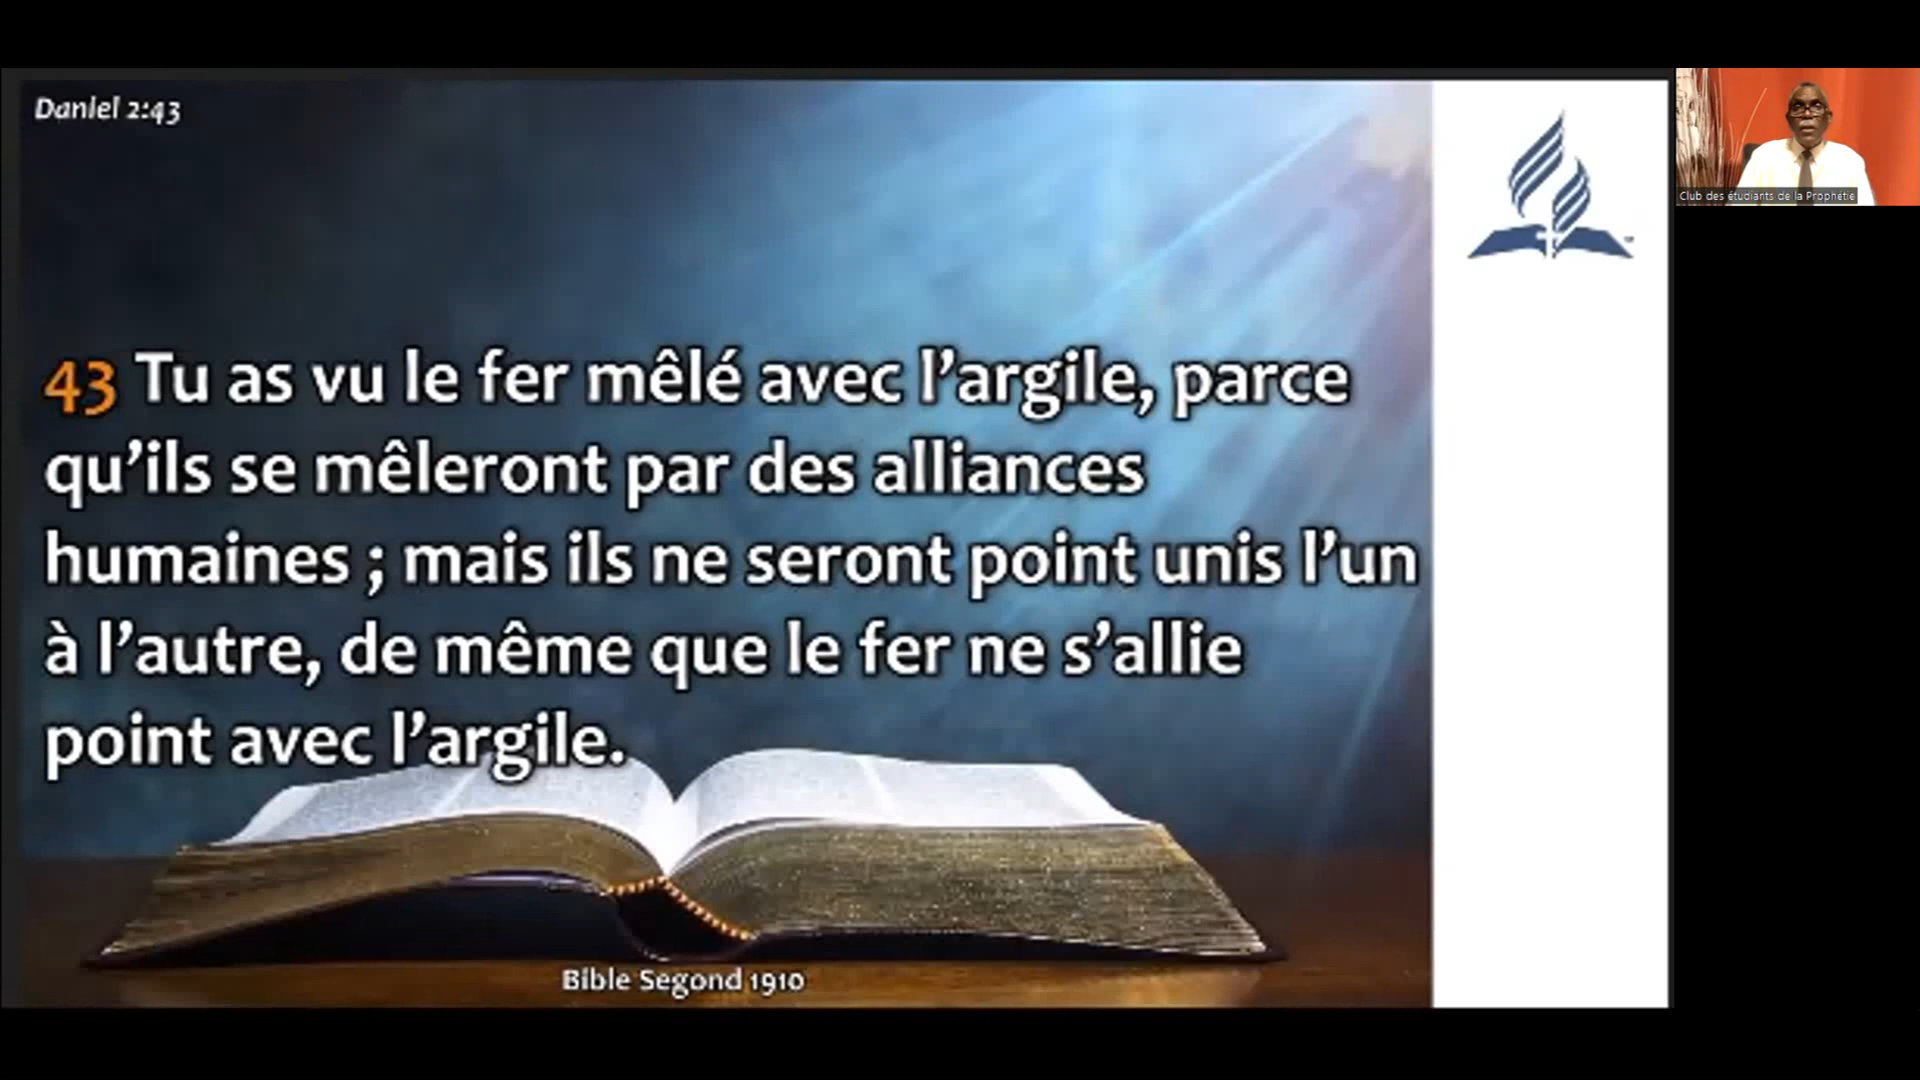 Daniel 2:43
43 Tu as vu le fer mêlé avec l’argile, parce
qu’ils se mêleront par des alliances
humaines ; mais ils ne seront point unis l’un
à l’autre, de même que le fer ne s’allie
point avec l’argile.
Bible Segond 1910
Club des étudiants de la Prophétie